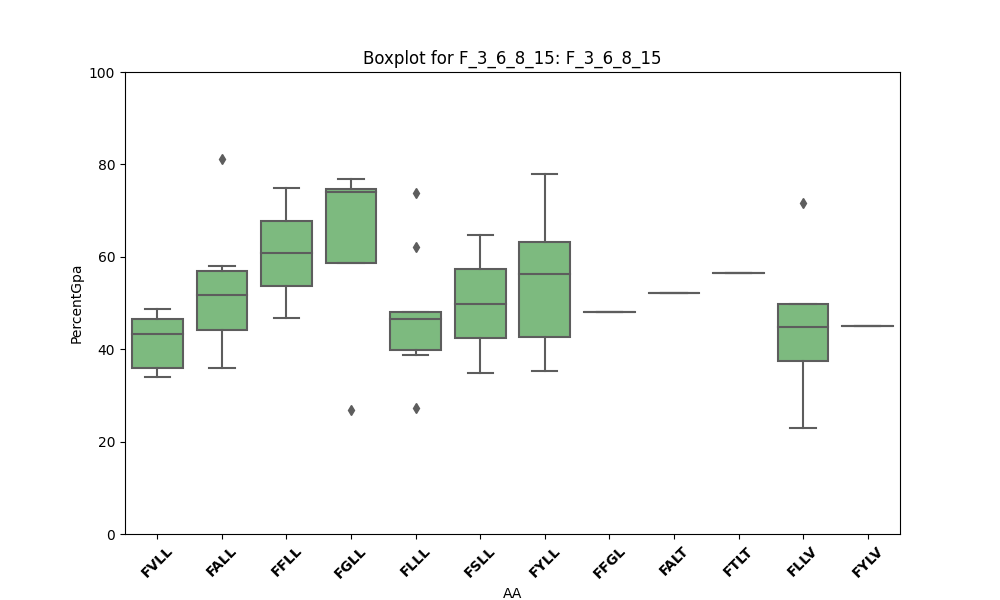 Boxplot for F_3_6_8_15: F_3_6_8_15
100
80
60
40
20
0
PercentGpa
FVLL
FALL
FFLL
FGLL
FLLL
FSLL
FYLL
FFGL
FALT
FTLT
FLLV
FYLV
AA